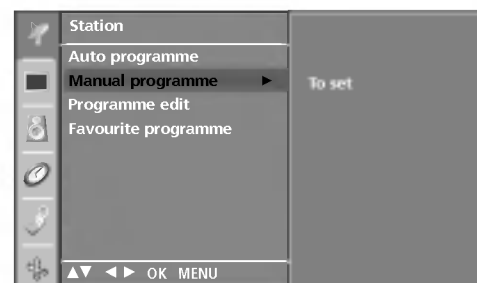 Station
Auto programme
Manual programme ►
To set
Programme edit
Favourite programme
▲▼ ◄ ► OK MENU